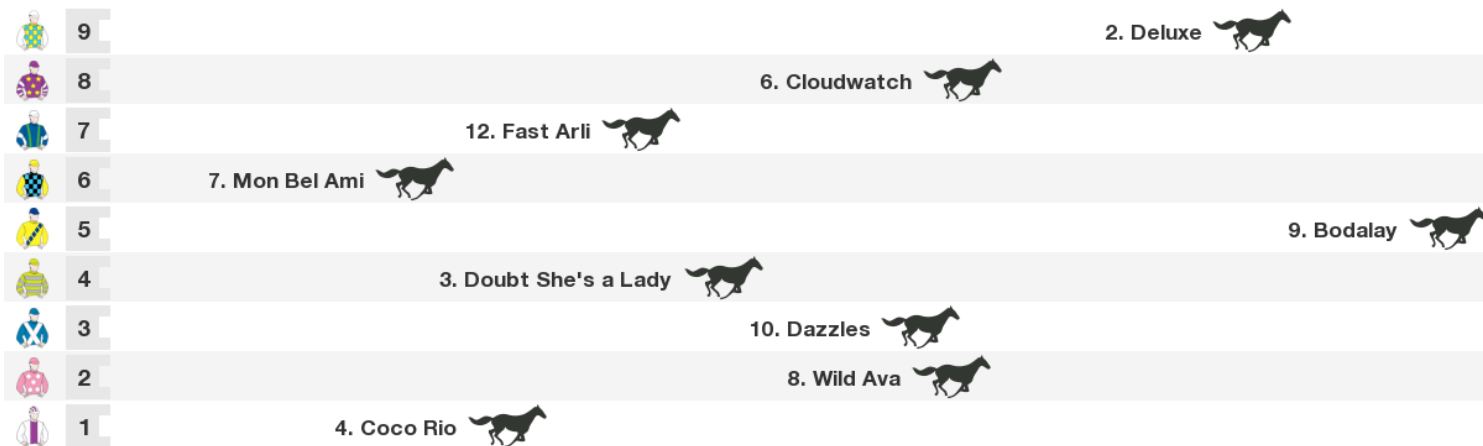 9 2. Deluxe
8 6. Cloudwatch
7 12. Fast Arli
6 7. Mon Bel Ami
5 9. Bodalay
4 3. Doubt She's a Lady
3 10. Dazzles
2 8. Wild Ava
1 4. Coco Rio